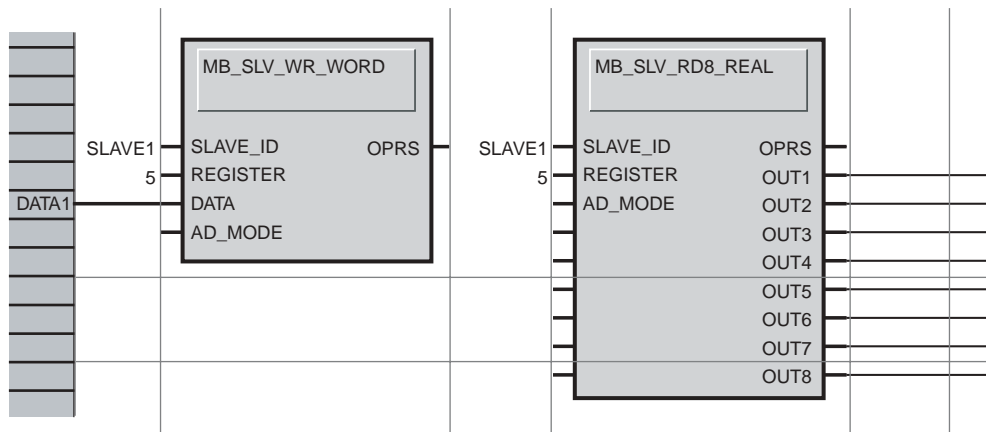 MB_SLV_WR_WORD
SLAVE1 SLAVE_ID OPRS
5 REGISTER
DATA1 DATA
AD_MODE
MB_SLV_RD8_REAL
SLAVE1 SLAVE_ID OPRS
5 REGISTER OUT1
AD_MODE OUT2
OUT3
OUT4
OUT5
OUT6
OUT7
OUT8